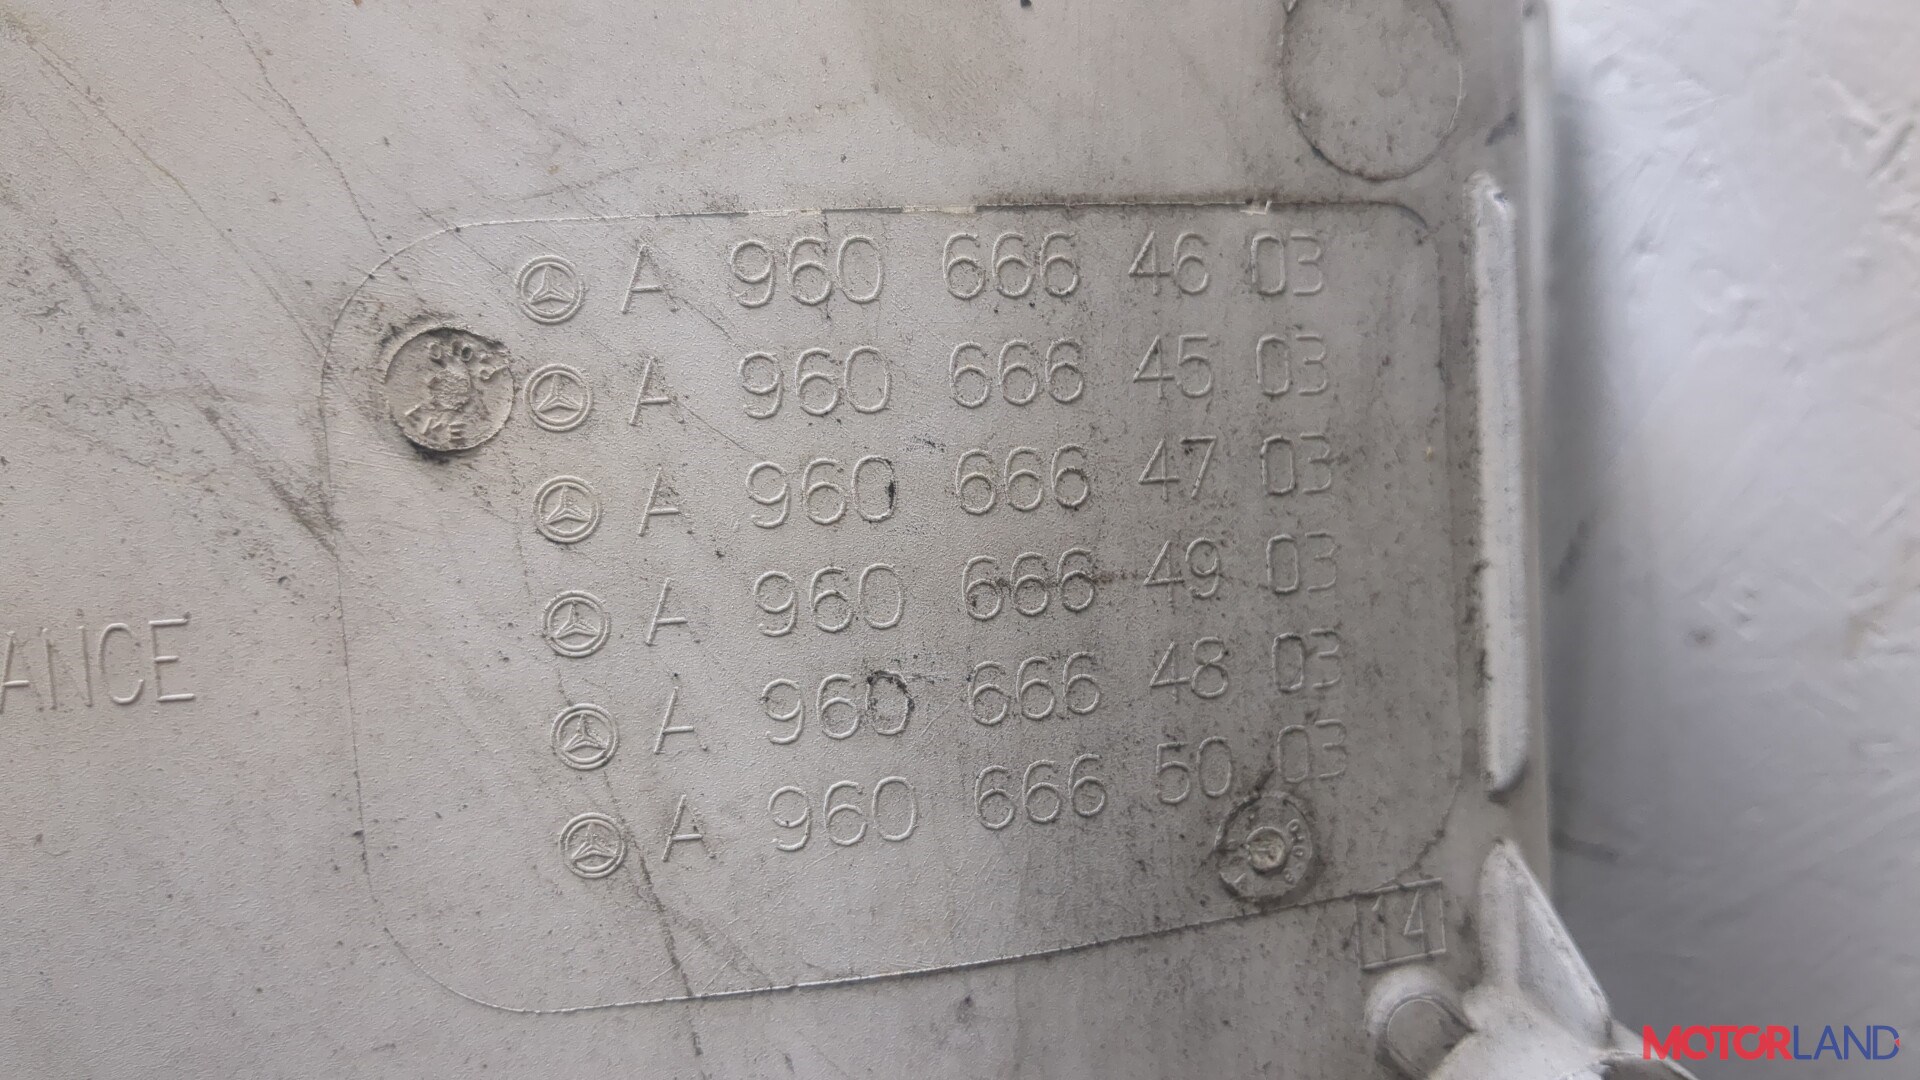 A 960 666 46 03
A 960 666 45 03
A 960 666 47 03
A 960 666 49 03
ANCE
A 960 666 48 03
A 960 666 50 03
14
MOTORLAND